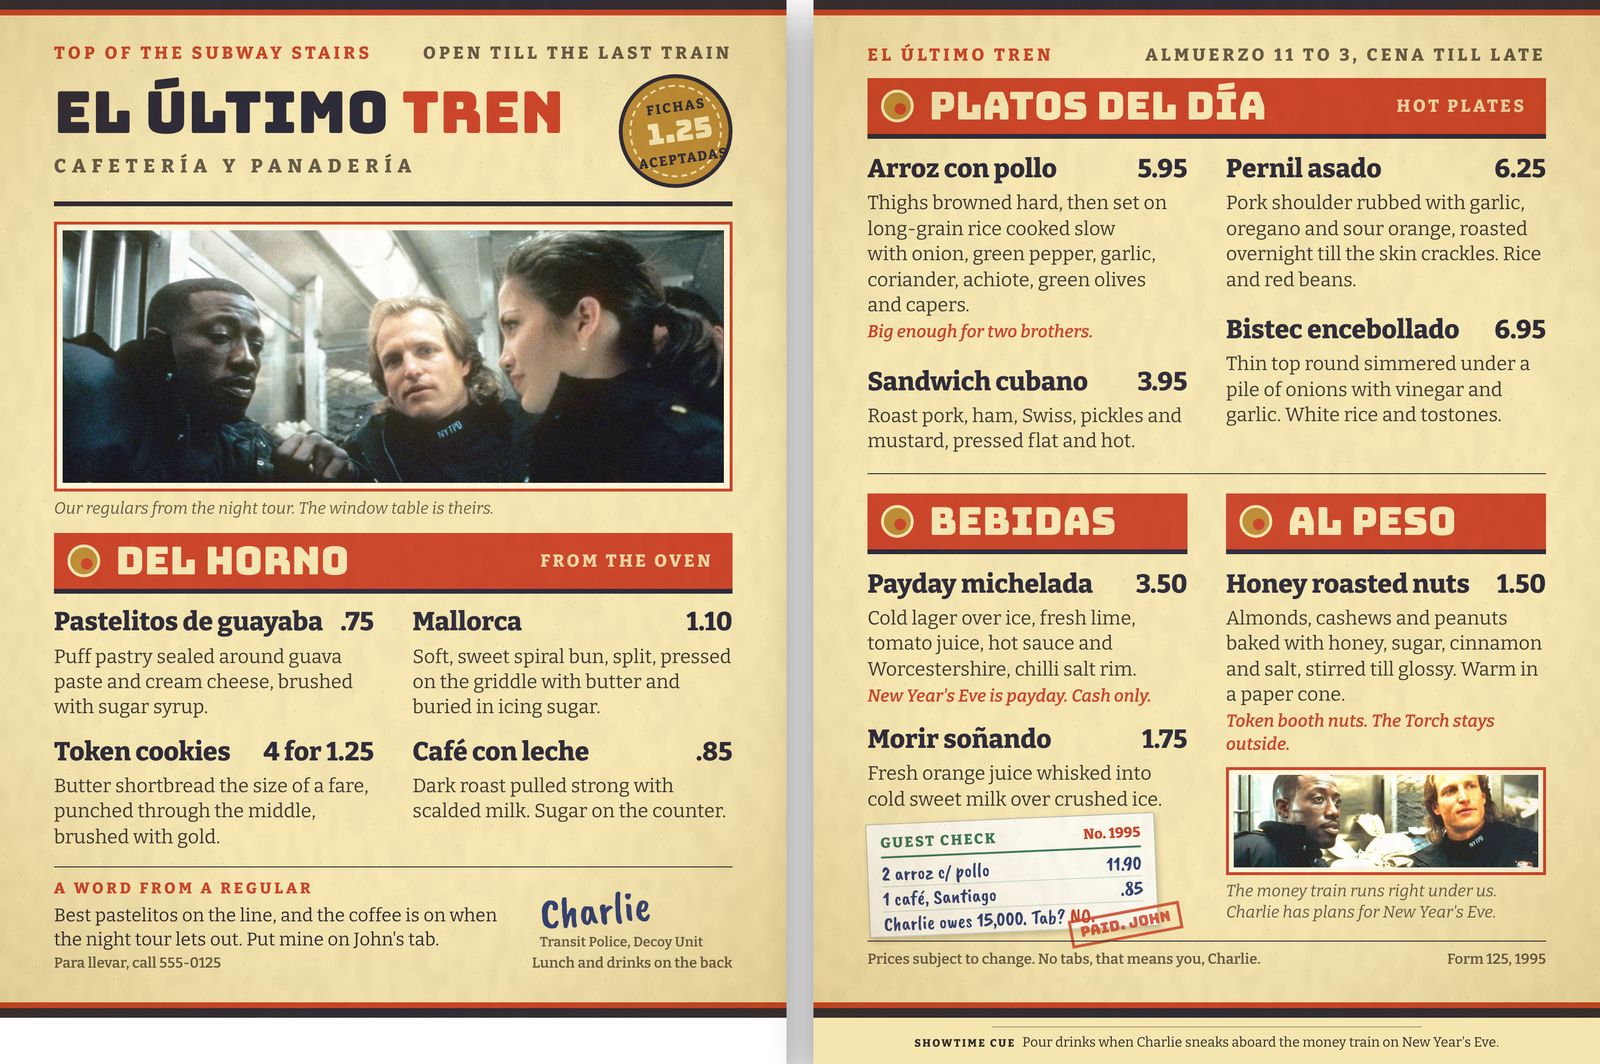 TOP OF THE SUBWAY STAIRS
OPEN TILL THE LAST TRAIN
EL ÚLTIMO TREN
CAFETERÍA Y PANADERÍA
FICHAS
1.25
ACEPTADAS
NYTPD
Our regulars from the night tour. The window table is theirs.
DEL HORNO
FROM THE OVEN
Pastelitos de guayaba .75
Puff pastry sealed around guava
paste and cream cheese, brushed
with sugar syrup.
Mallorca 1.10
Soft, sweet spiral bun, split, pressed
on the griddle with butter and
buried in icing sugar.
Token cookies 4 for 1.25
Butter shortbread the size of a fare,
punched through the middle,
brushed with gold.
Café con leche .85
Dark roast pulled strong with
scalded milk. Sugar on the counter.
A WORD FROM A REGULAR
Best pastelitos on the line, and the coffee is on when
the night tour lets out. Put mine on John's tab.
Para llevar, call 555-0125
Charlie
Transit Police, Decoy Unit
Lunch and drinks on the back
EL ÚLTIMO TREN
ALMUERZO 11 TO 3, CENA TILL LATE
PLATOS DEL DÍA
HOT PLATES
Arroz con pollo 5.95
Thighs browned hard, then set on
long-grain rice cooked slow
with onion, green pepper, garlic,
coriander, achiote, green olives
and capers.
Big enough for two brothers.
Sandwich cubano 3.95
Roast pork, ham, Swiss, pickles and
mustard, pressed flat and hot.
Pernil asado 6.25
Pork shoulder rubbed with garlic,
oregano and sour orange, roasted
overnight till the skin crackles. Rice
and red beans.
Bistec encebollado 6.95
Thin top round simmered under a
pile of onions with vinegar and
garlic. White rice and tostones.
BEBIDAS
Payday michelada 3.50
Cold lager over ice, fresh lime,
tomato juice, hot sauce and
Worcestershire, chilli salt rim.
New Year's Eve is payday. Cash only.
Morir soñando 1.75
Fresh orange juice whisked into
cold sweet milk over crushed ice.
GUEST CHECK No. 1995
2 arroz c/ pollo 11.90
1 café, Santiago .85
Charlie owes 15,000. Tab? NO.
PAID. JOHN
AL PESO
Honey roasted nuts 1.50
Almonds, cashews and peanuts
baked with honey, sugar, cinnamon
and salt, stirred till glossy. Warm in
a paper cone.
Token booth nuts. The Torch stays
outside.
NYTPD
The money train runs right under us.
Charlie has plans for New Year's Eve.
Prices subject to change. No tabs, that means you, Charlie.
Form 125, 1995
SHOWTIME CUE Pour drinks when Charlie sneaks aboard the money train on New Year's Eve.